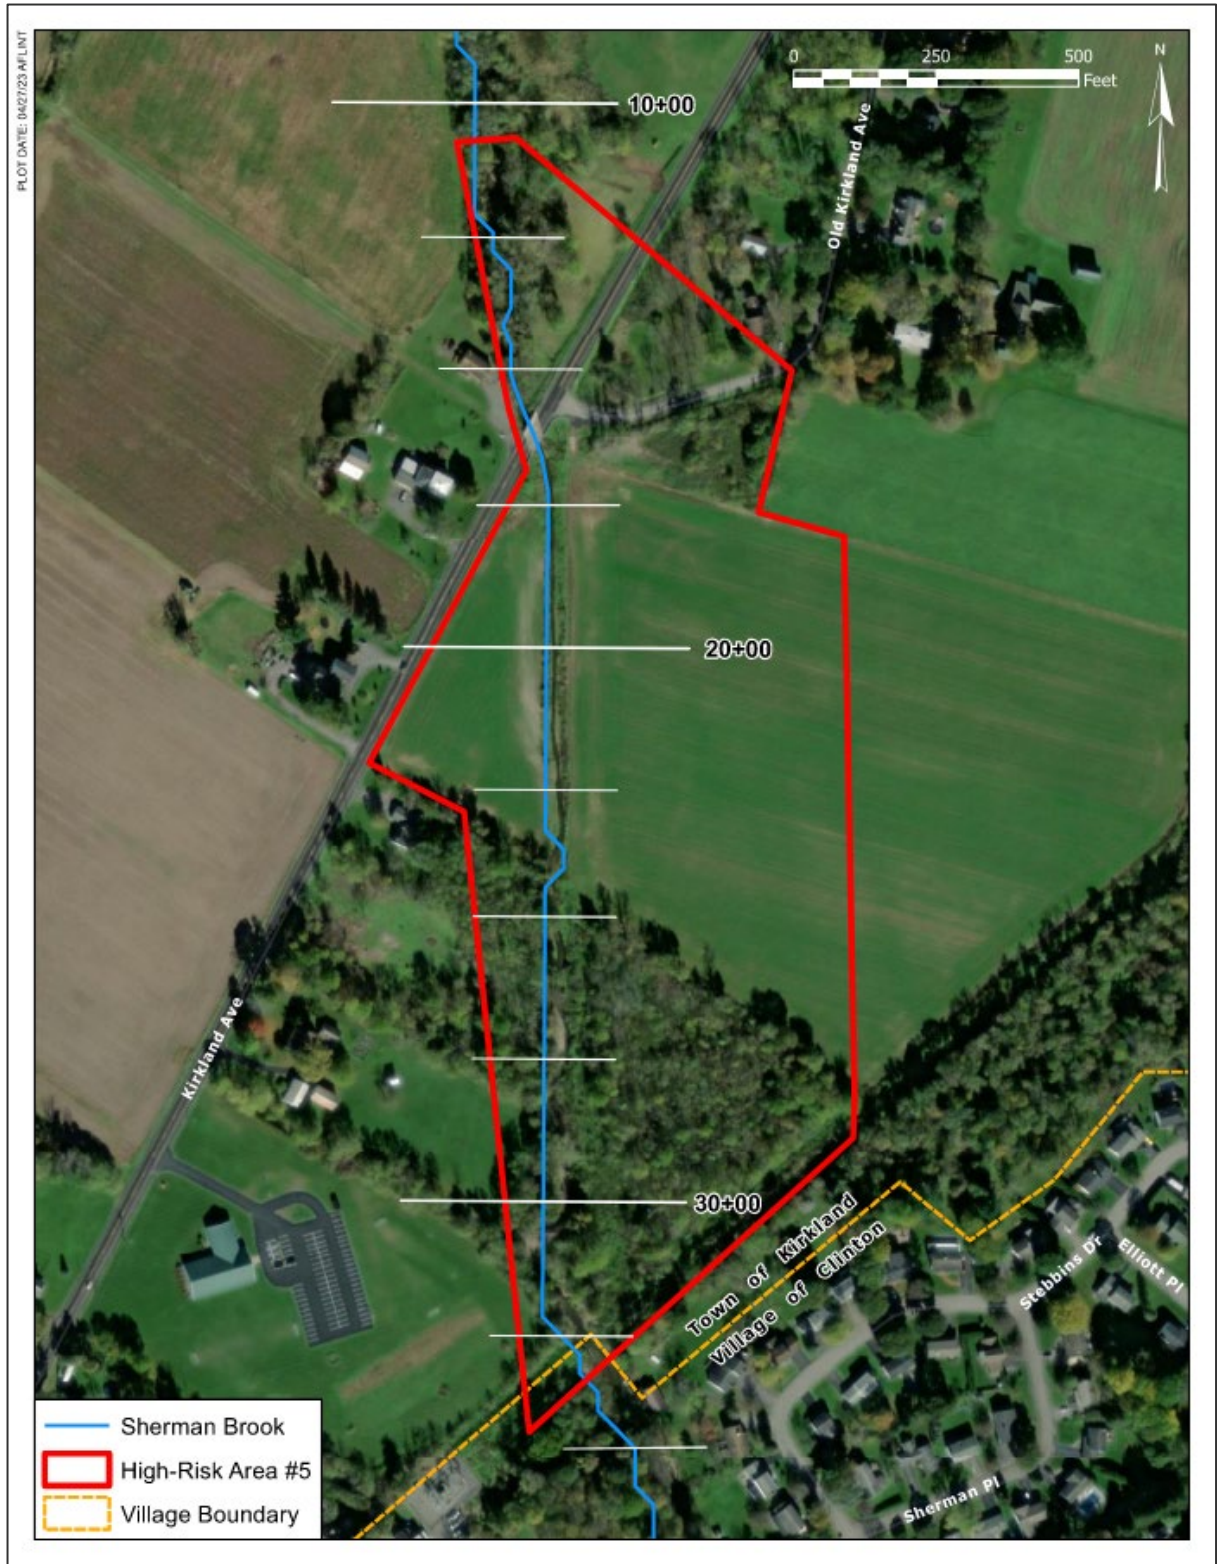 PLOT DATE: 04/27/23 AFLINT
0 250 500
Feet
N
10+00
Old Kirkland Ave
20+00
Kirkland Ave
30+00
Town of Kirkland
Village of Clinton
Stebbins Dr
Elliott Pl
Sherman Pl
Sherman Brook
High-Risk Area #5
Village Boundary